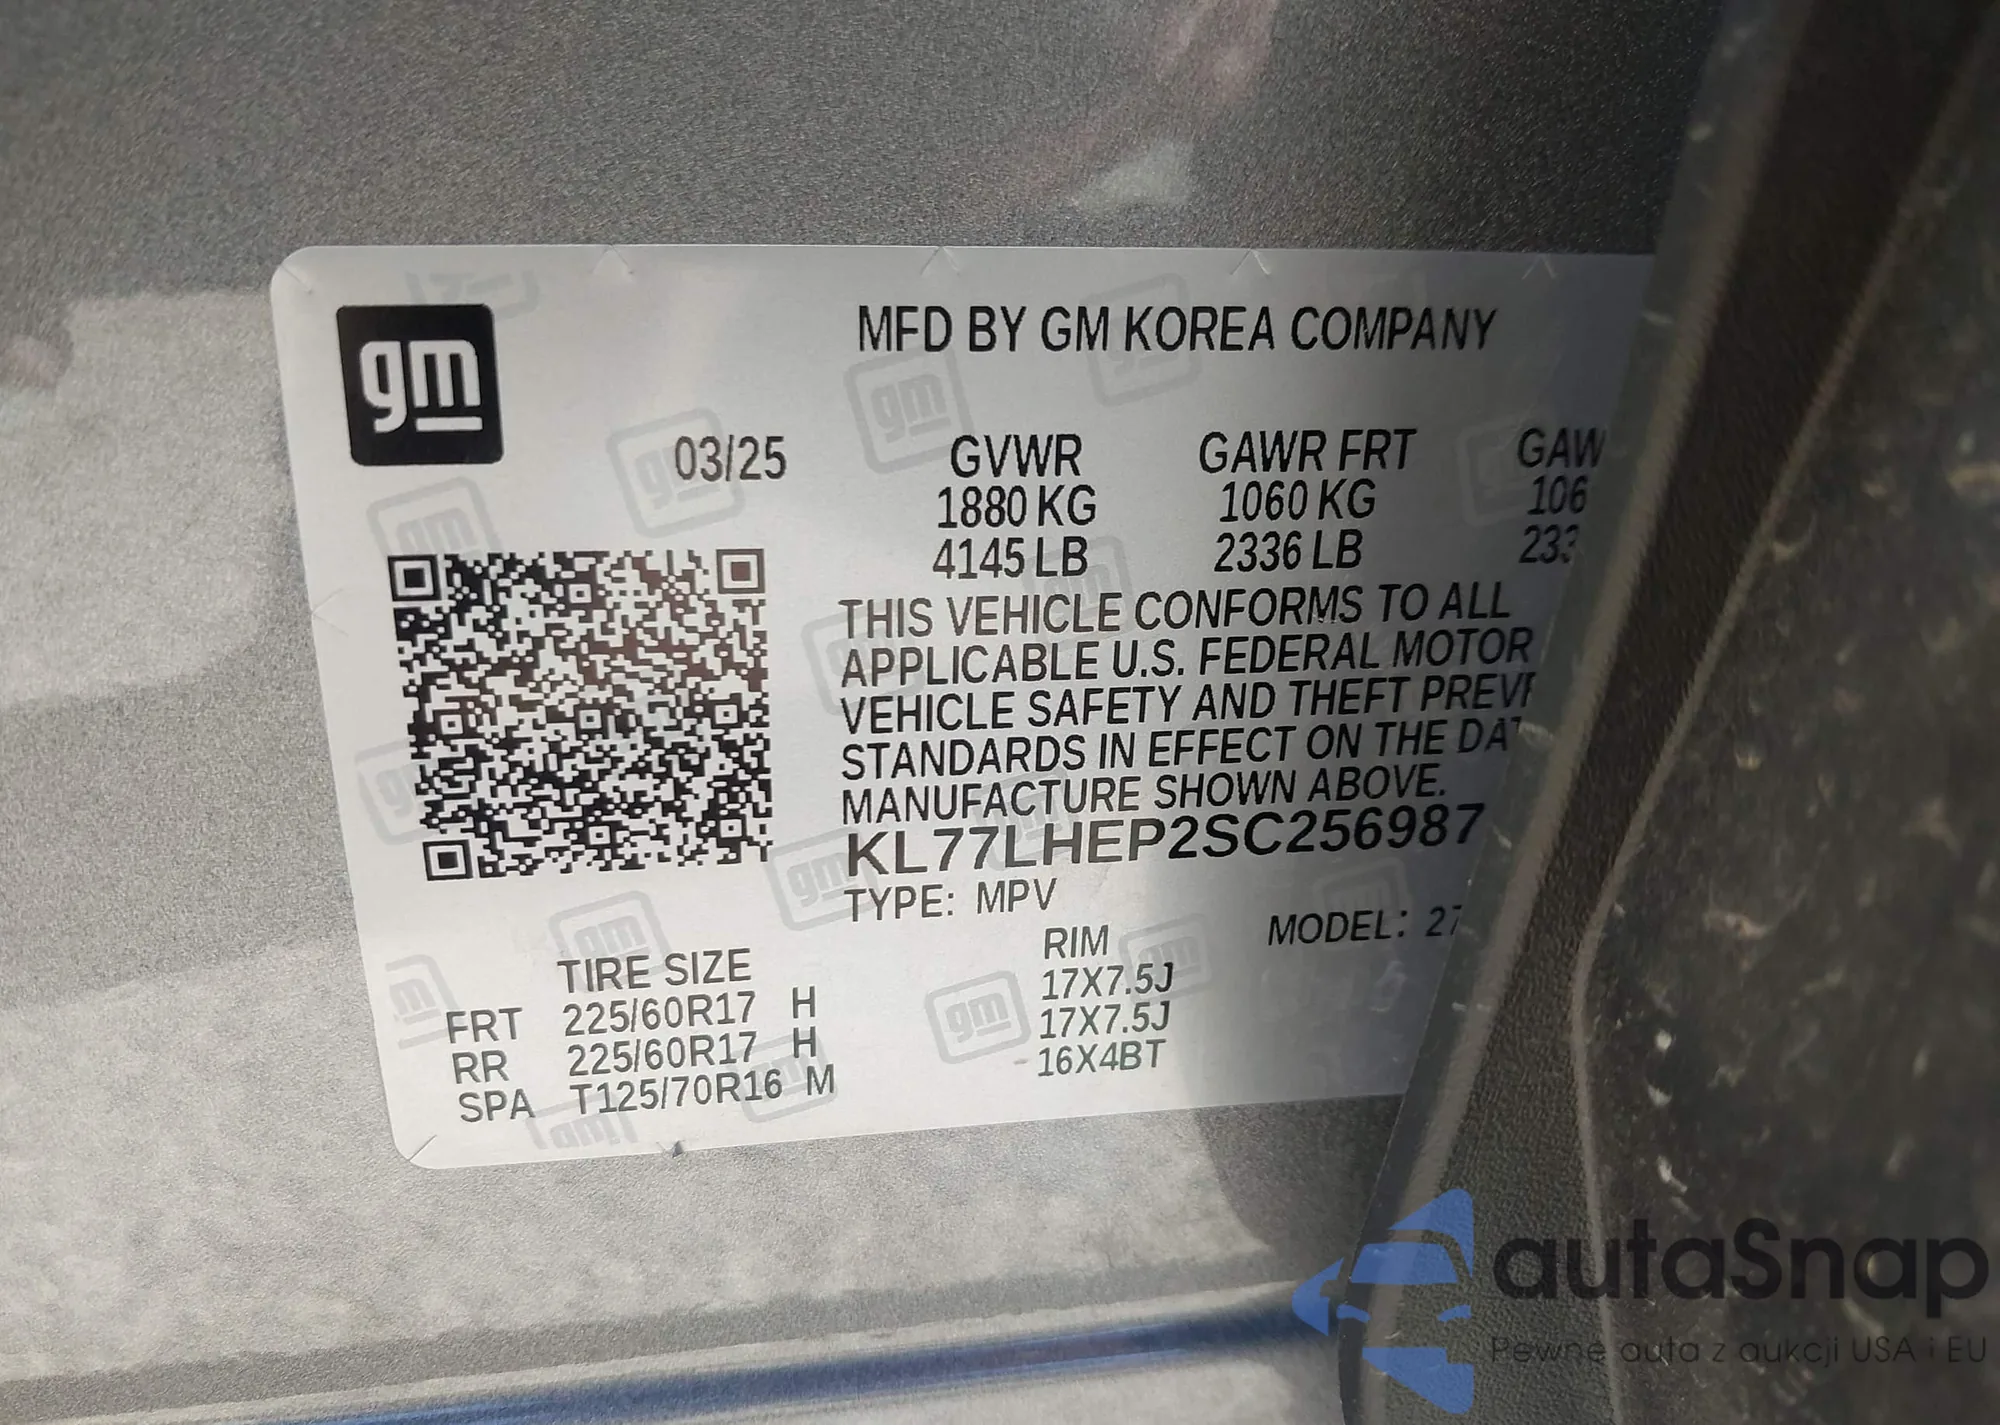 gm
MFD BY GM KOREA COMPANY
03/25 GVWR GAWR FRT
1880 KG 1060 KG
4145 LB 2336 LB
THIS VEHICLE CONFORMS TO ALL
APPLICABLE U.S. FEDERAL MOTOR
VEHICLE SAFETY AND THEFT
STANDARDS IN EFFECT ON THE
MANUFACTURE SHOWN ABOVE.
KL77LHEP2SC256987
TYPE: MPV MODEL:
TIRE SIZE RIM
FRT 225/60R17 H 17X7.5J
RR 225/60R17 H 17X7.5J
SPA T125/70R16 M 16X4BT
autaSnap
Pewne auta z aukcji USA i EU